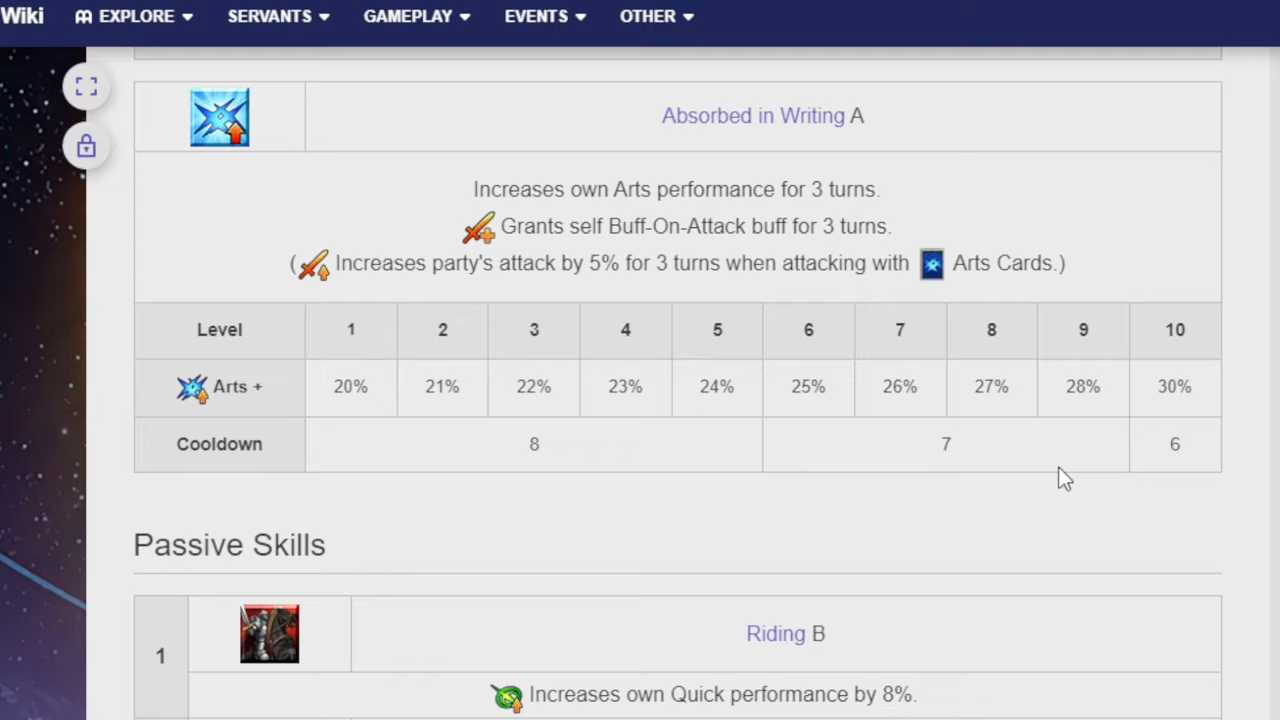 Wiki EXPLORE SERVANTS GAMEPLAY EVENTS OTHER
Absorbed in Writing A
Increases own Arts performance for 3 turns.
Grants self Buff-On-Attack buff for 3 turns.
( Increases party's attack by 5% for 3 turns when attacking with Arts Cards.)
Level 1 2 3 4 5 6 7 8 9 10
Arts + 20% 21% 22% 23% 24% 25% 26% 27% 28% 30%
Cooldown 8 7 6
Passive Skills
1 Riding B
Increases own Quick performance by 8%.